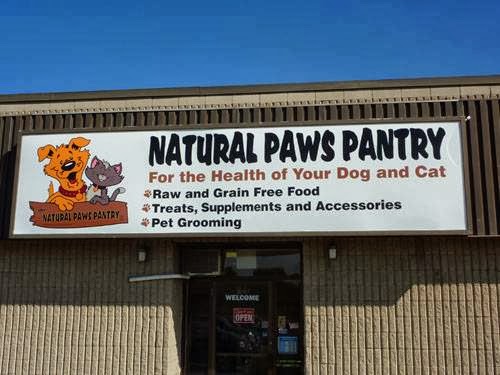 NATURAL PAWS PANTRY
For the Health of Your Dog and Cat
Raw and Grain Free Food
Treats, Supplements and Accessories
Pet Grooming
NATURAL PAWS PANTRY
WELCOME
OPEN